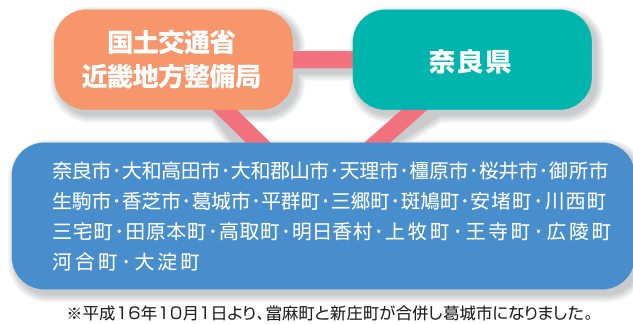 国土交通省
近畿地方整備局
奈良県
奈良市・大和高田市・大和郡山市・天理市・橿原市・桜井市・御所市
生駒市・香芝市・葛城市・平群町・三郷町・斑鳩町・安堵町・川西町
三宅町・田原本町・高取町・明日香村・上牧町・王寺町・広陵町
河合町・大淀町
※平成16年10月1日より、當麻町と新庄町が合併し葛城市になりました。